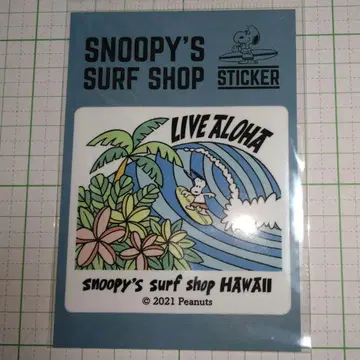 SNOOPY'S
SURF SHOP
STICKER
LIVE ALOHA
snoopy's surf shop HAWAII
© 2021 Peanuts